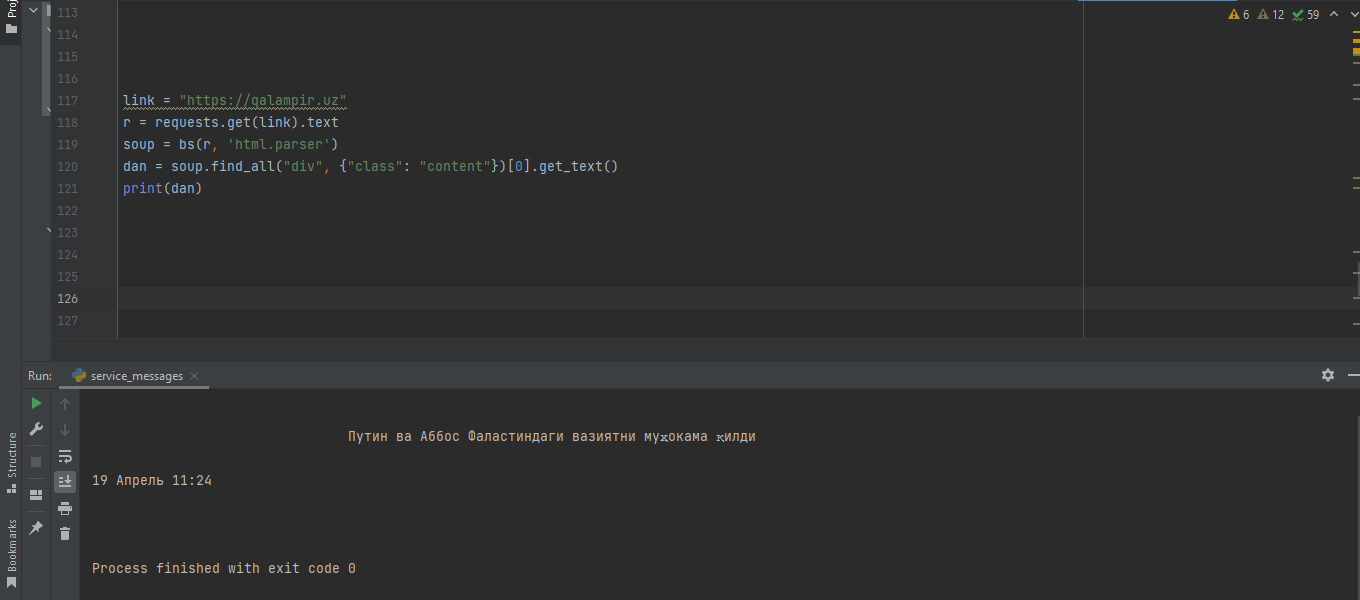 Proj
6 12 59
113
114
115
116
117 link = "https://qalampir.uz"
118 r = requests.get(link).text
119 soup = bs(r, 'html.parser')
120 dan = soup.find_all("div", {"class": "content"})[0].get_text()
121 print(dan)
122
123
124
125
126
127
Run: service_messages
Structure
Bookmarks
Путин ва Аббос Фаластиндаги вазиятни муҳокама қилди
19 Апрель 11:24
Process finished with exit code 0